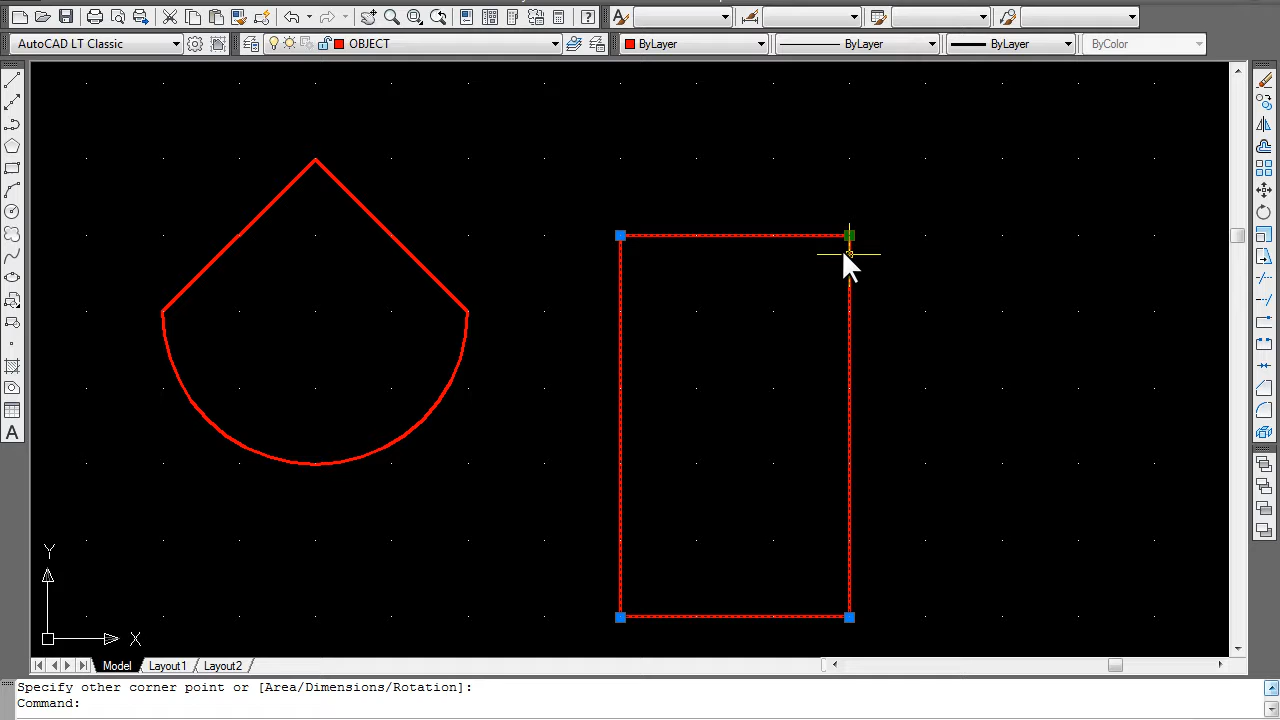 AutoCAD LT Classic
OBJECT
ByLayer
ByLayer
ByLayer
ByColor
A
Y
X
Model
Layout1
Layout2
Specify other corner point or [Area/Dimensions/Rotation]:
Command: